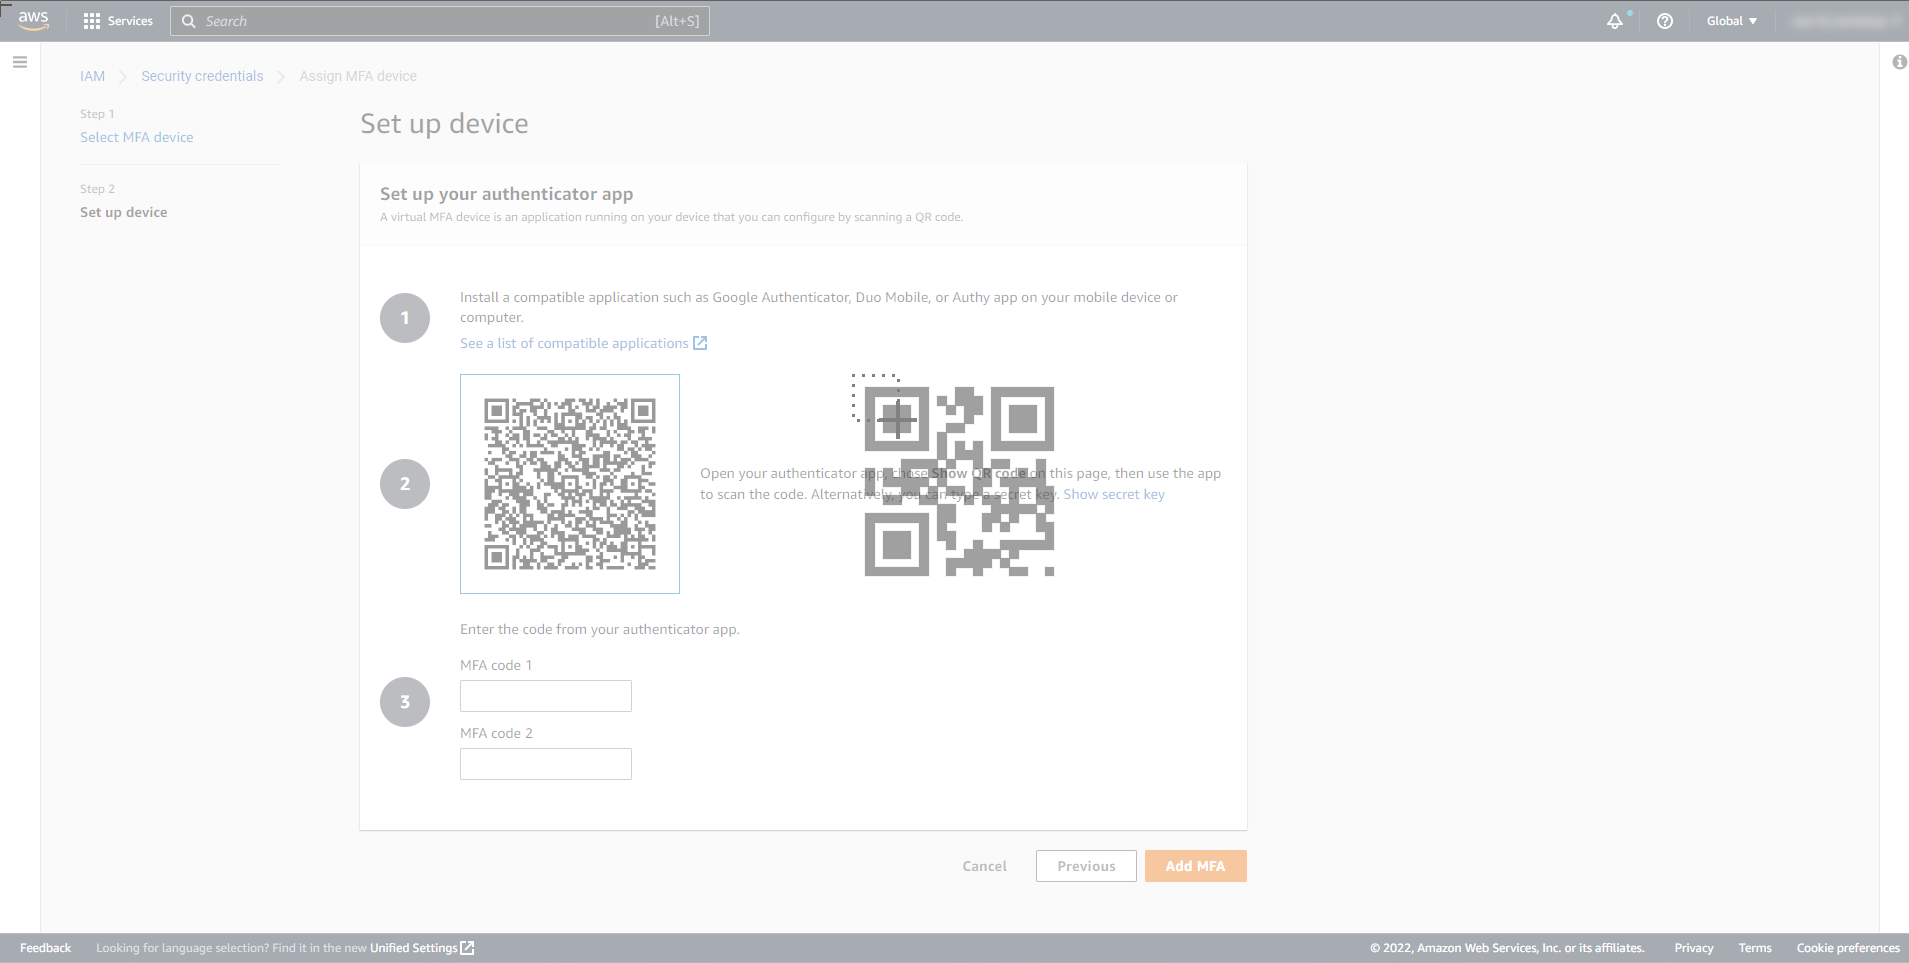 aws
Services
Search
[Alt+S]
Global
IAM
Security credentials
Assign MFA device
Step 1
Select MFA device
Step 2
Set up device
Set up device
Set up your authenticator app
A virtual MFA device is an application running on your device that you can configure by scanning a QR code.
1
Install a compatible application such as Google Authenticator, Duo Mobile, or Authy app on your mobile device or
computer.
See a list of compatible applications
2
Open your authenticator app, chose Show QR code on this page, then use the app
to scan the code. Alternatively, you can type a secret key. Show secret key
3
Enter the code from your authenticator app.
MFA code 1
MFA code 2
Cancel
Previous
Add MFA
Feedback
Looking for language selection? Find it in the new Unified Settings
© 2022, Amazon Web Services, Inc. or its affiliates.
Privacy
Terms
Cookie preferences